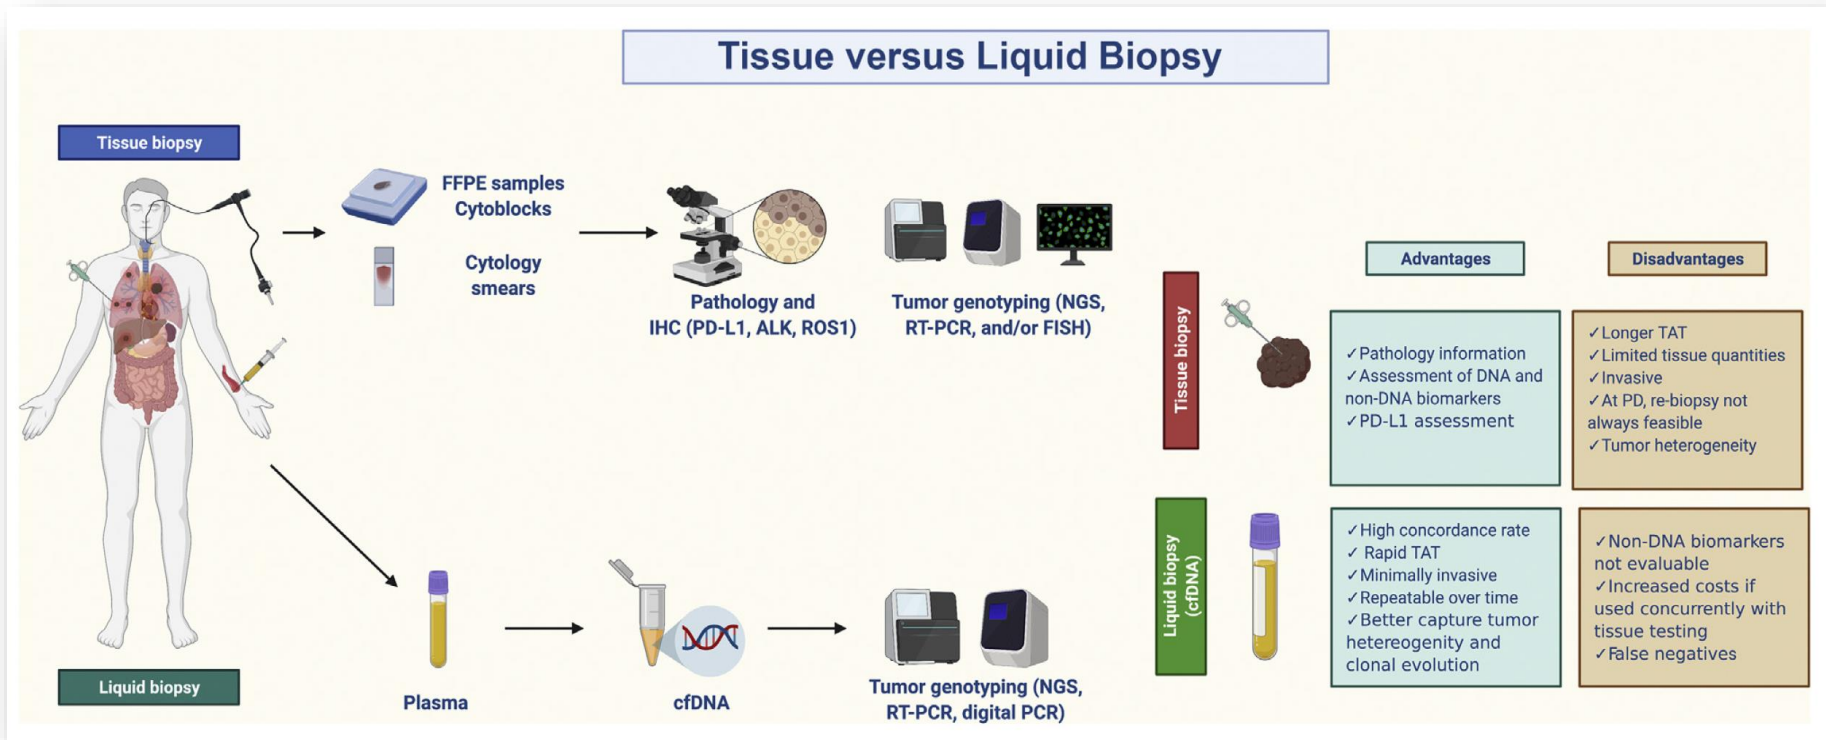 Tissue versus Liquid Biopsy
Tissue biopsy
FFPE samples
Cytoblocks
Cytology
smears
Pathology and
IHC (PD-L1, ALK, ROS1)
Tumor genotyping (NGS,
RT-PCR, and/or FISH)
Liquid biopsy
Plasma
cfDNA
Tumor genotyping (NGS,
RT-PCR, digital PCR)
Advantages
Disadvantages
Tissue biopsy
✓Pathology information
✓Assessment of DNA and
non-DNA biomarkers
✓PD-L1 assessment
✓Longer TAT
✓Limited tissue quantities
✓Invasive
✓At PD, re-biopsy not
always feasible
✓Tumor heterogeneity
Liquid biopsy
(cfDNA)
✓High concordance rate
✓ Rapid TAT
✓Minimally invasive
✓Repeatable over time
✓Better capture tumor
hetereogenity and
clonal evolution
✓Non-DNA biomarkers
not evaluable
✓Increased costs if
used concurrently with
tissue testing
✓False negatives